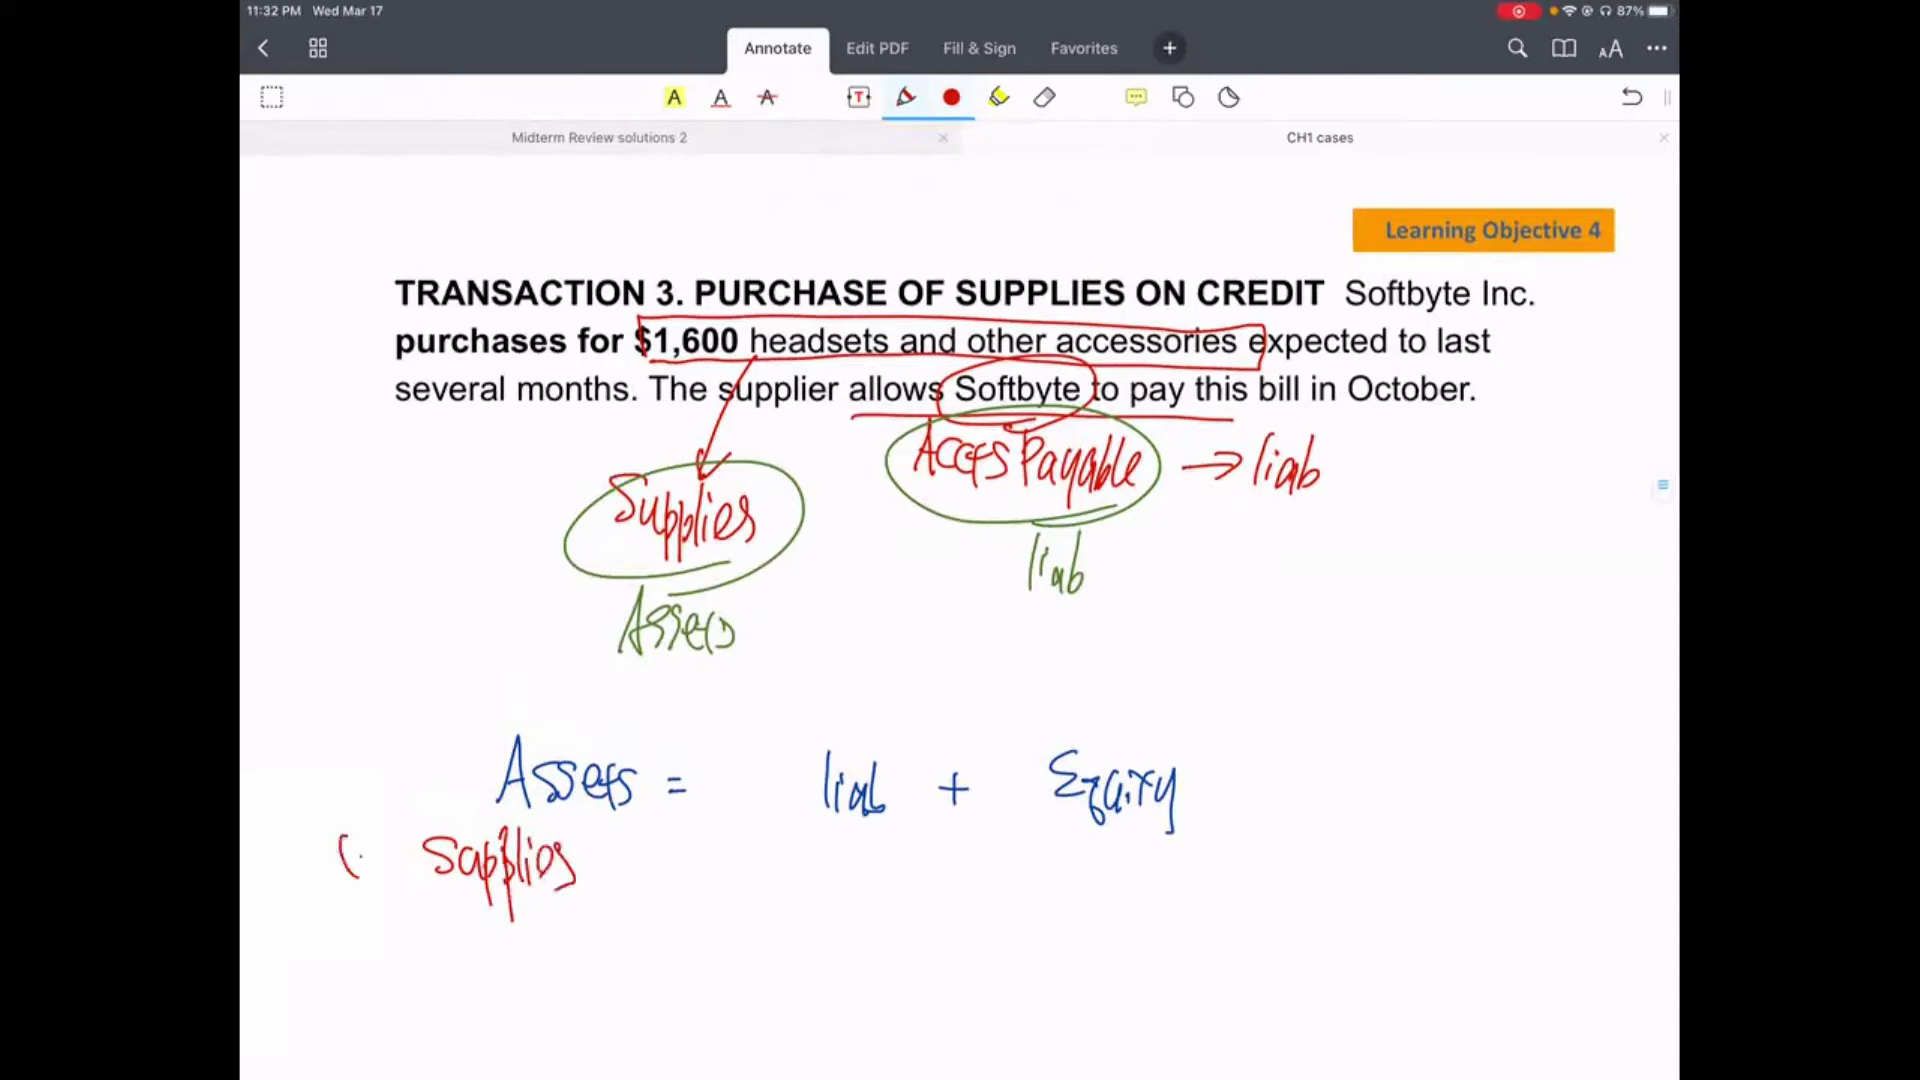 11:32 PM Wed Mar 17 87%
Annotate Edit PDF Fill & Sign Favorites
Midterm Review solutions 2 CH1 cases
Learning Objective 4
TRANSACTION 3. PURCHASE OF SUPPLIES ON CREDIT Softbyte Inc.
purchases for $1,600 headsets and other accessories expected to last
several months. The supplier allows Softbyte to pay this bill in October.
Accts Payable → liab
Supplies
liab
Assets
Assets = liab + Equity
Supplies